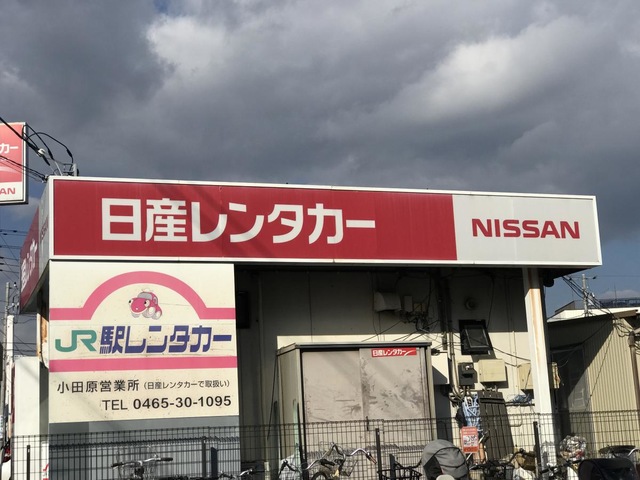 日産レンタカー
NISSAN
JR駅レンタカー
小田原営業所（日産レンタカーで取扱い）
TEL 0465-30-1095
日産レンタカー